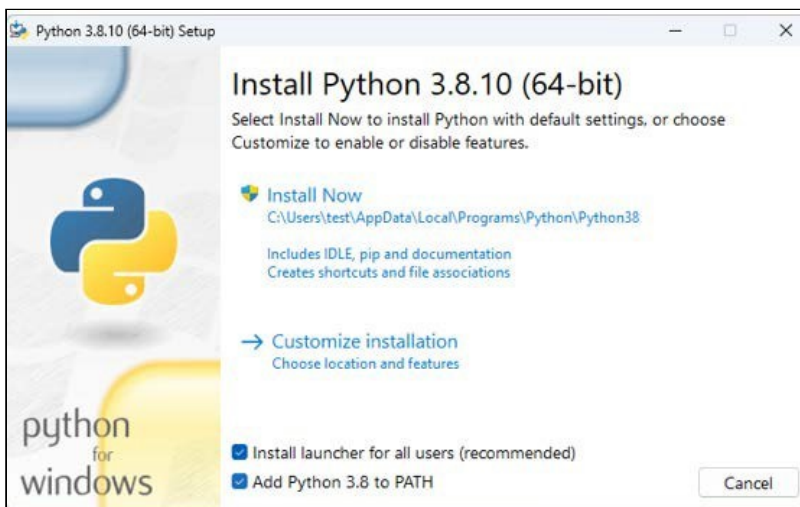 Python 3.8.10 (64-bit) Setup
Install Python 3.8.10 (64-bit)
Select Install Now to install Python with default settings, or choose
Customize to enable or disable features.
Install Now
C:\Users\test\AppData\Local\Programs\Python\Python38
Includes IDLE, pip and documentation
Creates shortcuts and file associations
Customize installation
Choose location and features
python
for
windows
Install launcher for all users (recommended)
Add Python 3.8 to PATH
Cancel